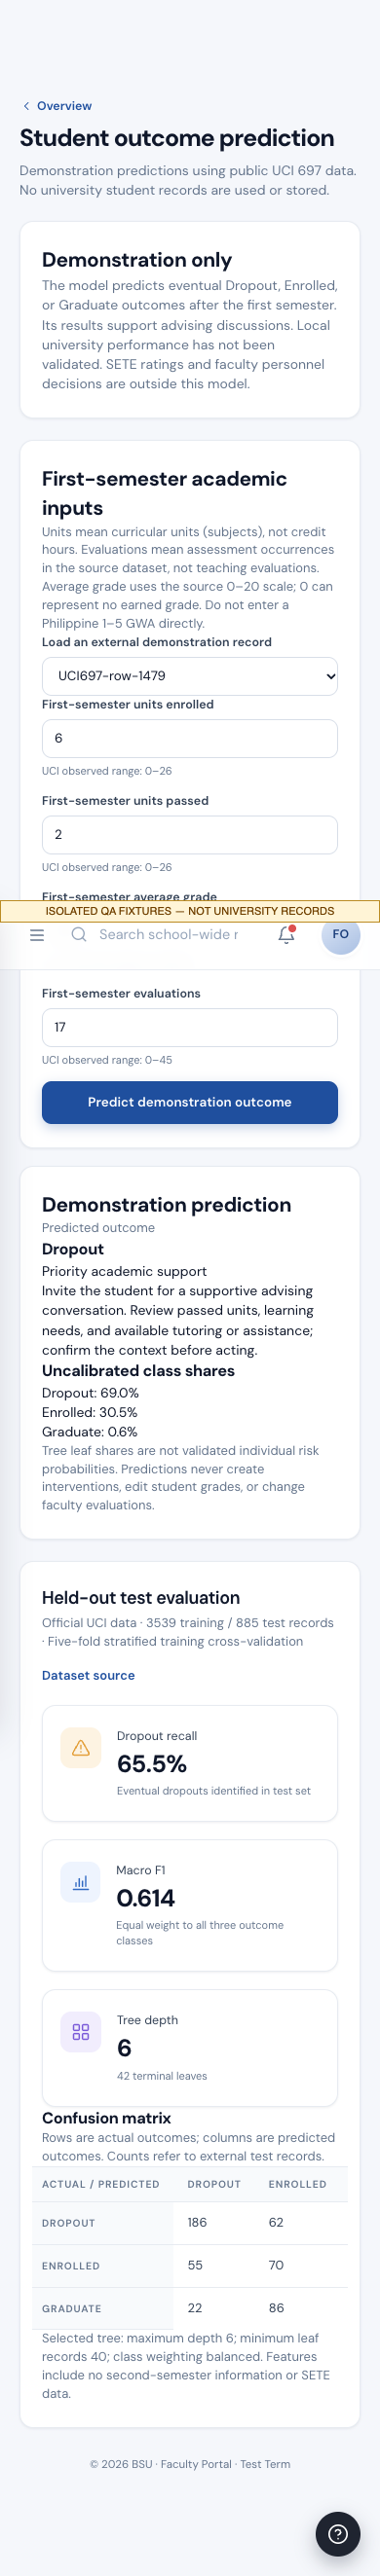 Overview
Student outcome prediction
Demonstration predictions using public UCI 697 data.
No university student records are used or stored.
Demonstration only
The model predicts eventual Dropout, Enrolled,
or Graduate outcomes after the first semester.
Its results support advising discussions. Local
university performance has not been
validated. SETE ratings and faculty personnel
decisions are outside this model.
First-semester academic
inputs
Units mean curricular units (subjects), not credit
hours. Evaluations mean assessment occurrences
in the source dataset, not teaching evaluations.
Average grade uses the source 0–20 scale; 0 can
represent no earned grade. Do not enter a
Philippine 1–5 GWA directly.
Load an external demonstration record
UCI697-row-1479
First-semester units enrolled
6
UCI observed range: 0–26
First-semester units passed
2
UCI observed range: 0–26
First-semester average grade
ISOLATED QA FIXTURES — NOT UNIVERSITY RECORDS
Search school-wide r
FO
First-semester evaluations
17
UCI observed range: 0–45
Predict demonstration outcome
Demonstration prediction
Predicted outcome
Dropout
Priority academic support
Invite the student for a supportive advising
conversation. Review passed units, learning
needs, and available tutoring or assistance;
confirm the context before acting.
Uncalibrated class shares
Dropout: 69.0%
Enrolled: 30.5%
Graduate: 0.6%
Tree leaf shares are not validated individual risk
probabilities. Predictions never create
interventions, edit student grades, or change
faculty evaluations.
Held-out test evaluation
Official UCI data · 3539 training / 885 test records
· Five-fold stratified training cross-validation
Dataset source
Dropout recall
65.5%
Eventual dropouts identified in test set
Macro F1
0.614
Equal weight to all three outcome
classes
Tree depth
6
42 terminal leaves
Confusion matrix
Rows are actual outcomes; columns are predicted
outcomes. Counts refer to external test records.
ACTUAL / PREDICTED DROPOUT ENROLLED
DROPOUT 186 62
ENROLLED 55 70
GRADUATE 22 86
Selected tree: maximum depth 6; minimum leaf
records 40; class weighting balanced. Features
include no second-semester information or SETE
data.
© 2026 BSU · Faculty Portal · Test Term